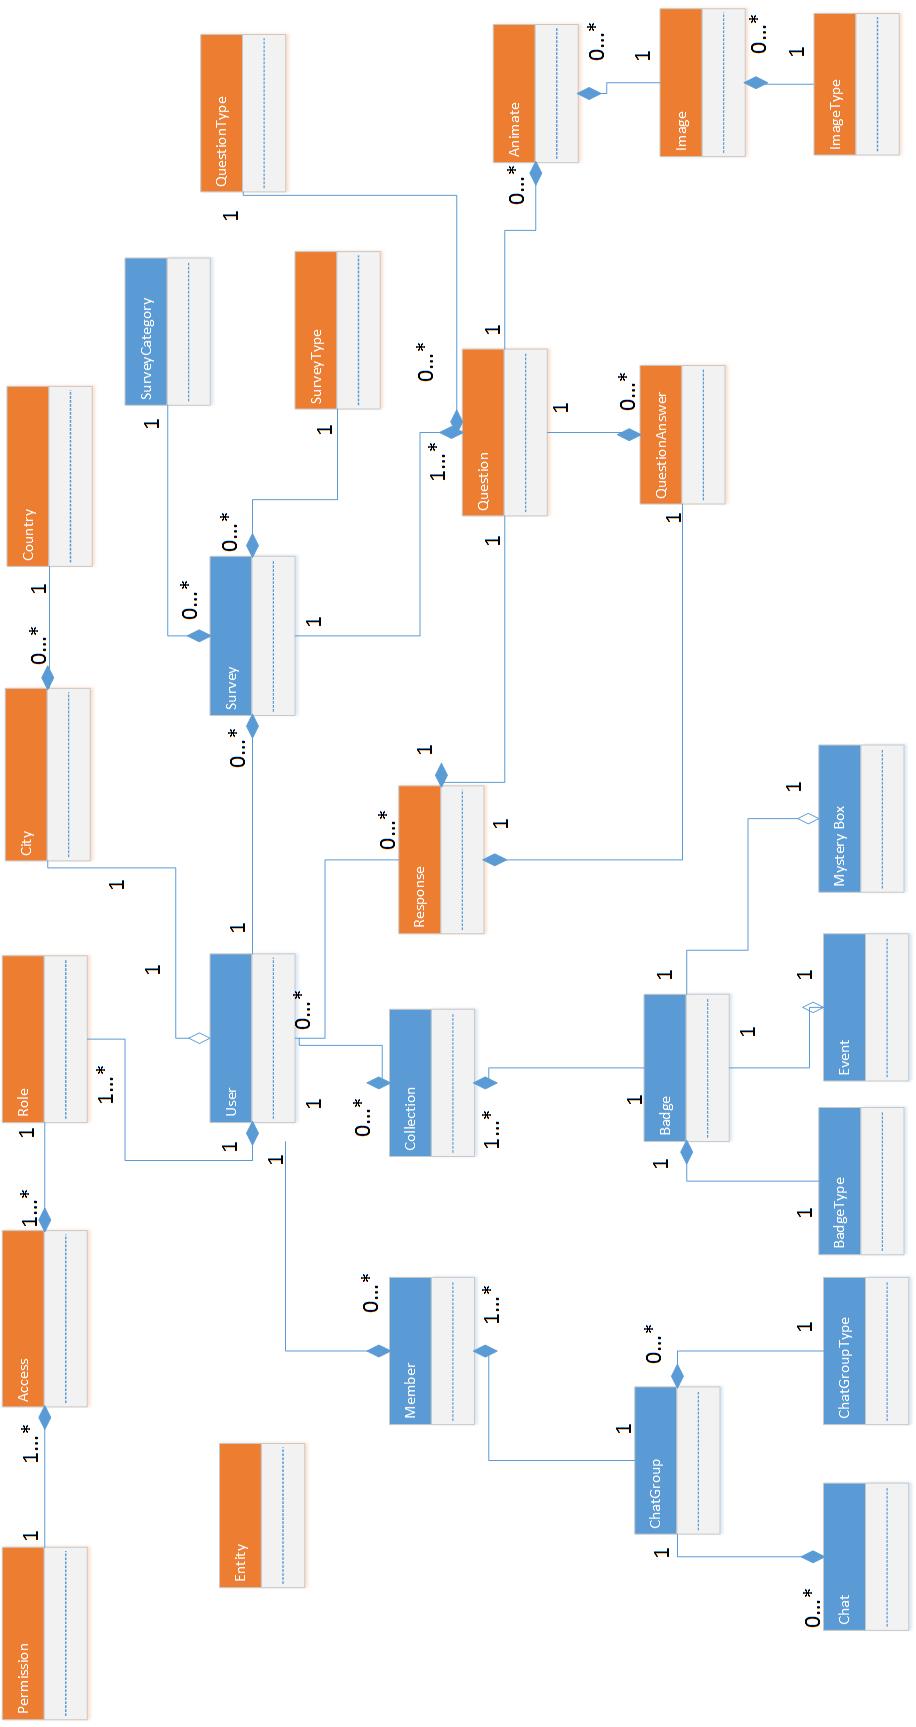 Permission
1
1...*
Access
1...*
1
Role
City
0...*
1
Country
1...*
1
1
1
SurveyCategory
0...*
Entity
1
User
1
0...*
Survey
0...*
1
QuestionType
1
1
0...*
1
1
SurveyType
0...*
0...*
0...*
Member
Collection
Response
1
1...*
0...*
1...*
1...*
1
1
Question
1
0...*
Animate
1
0...*
1
1
0...*
1
ChatGroup
0...*
1
Badge
1
1
QuestionAnswer
1
Image
1
0...*
0...*
1
1
1
1
1
Chat
ChatGroupType
BadgeType
Event
Mystery Box
ImageType